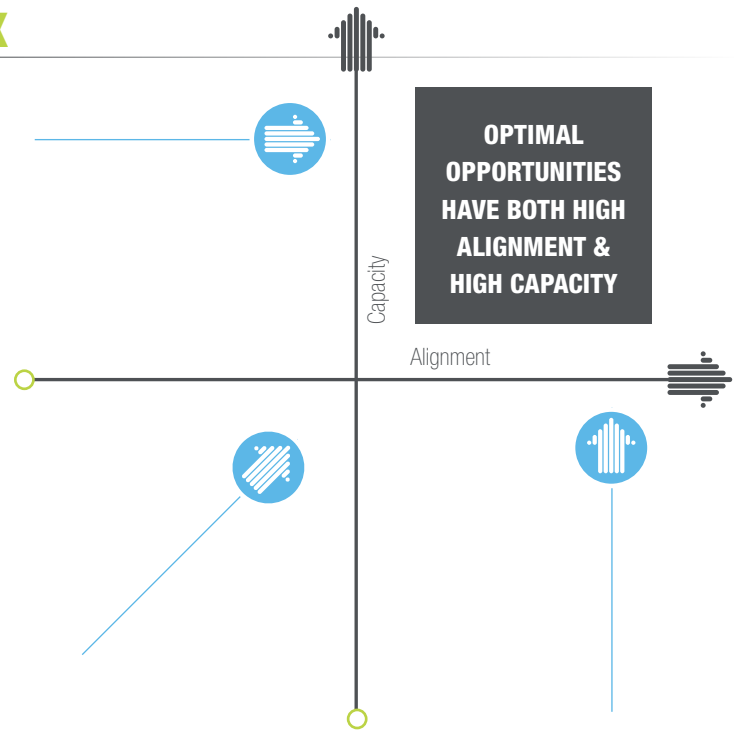 X
OPTIMAL
OPPORTUNITIES
HAVE BOTH HIGH
ALIGNMENT &
HIGH CAPACITY
Capacity
Alignment